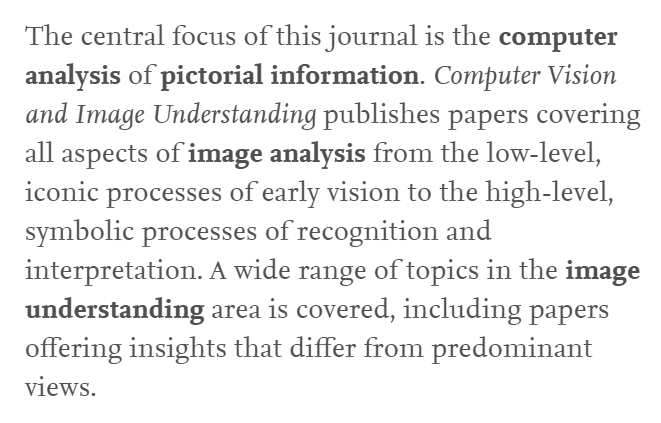 The central focus of this journal is the computer
analysis of pictorial information. Computer Vision
and Image Understanding publishes papers covering
all aspects of image analysis from the low-level,
iconic processes of early vision to the high-level,
symbolic processes of recognition and
interpretation. A wide range of topics in the image
understanding area is covered, including papers
offering insights that differ from predominant
views.